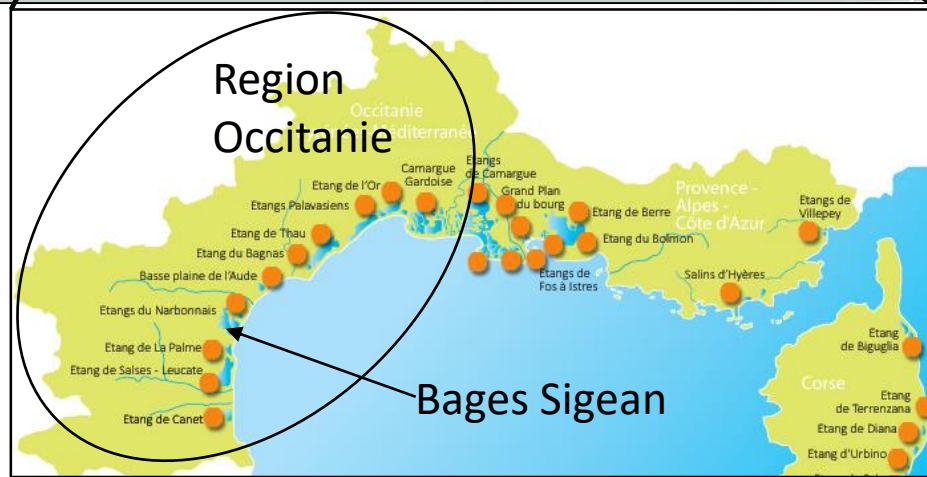 Region
Occitanie
Occitanie
Méditerranée
Camargue
Gardoise
Etangs
de Camargue
Etang de l'Or
Grand Plan
du bourg
Provence -
Alpes -
Côte d'Azur
Etangs de
Villepey
Etangs Palavasiens
Etang de Berre
Etang de Thau
Etang du Bolmon
Etang du Bagnas
Basse plaine de l'Aude
Etangs de
Fos à Istres
Salins d'Hyères
Etangs du Narbonnais
Etang de La Palme
Etang
de Biguglia
Etang de Salses - Leucate
Corse
Bages Sigean
Etang
de Terrenzana
Etang de Canet
Etang de Diana
Etang d'Urbino